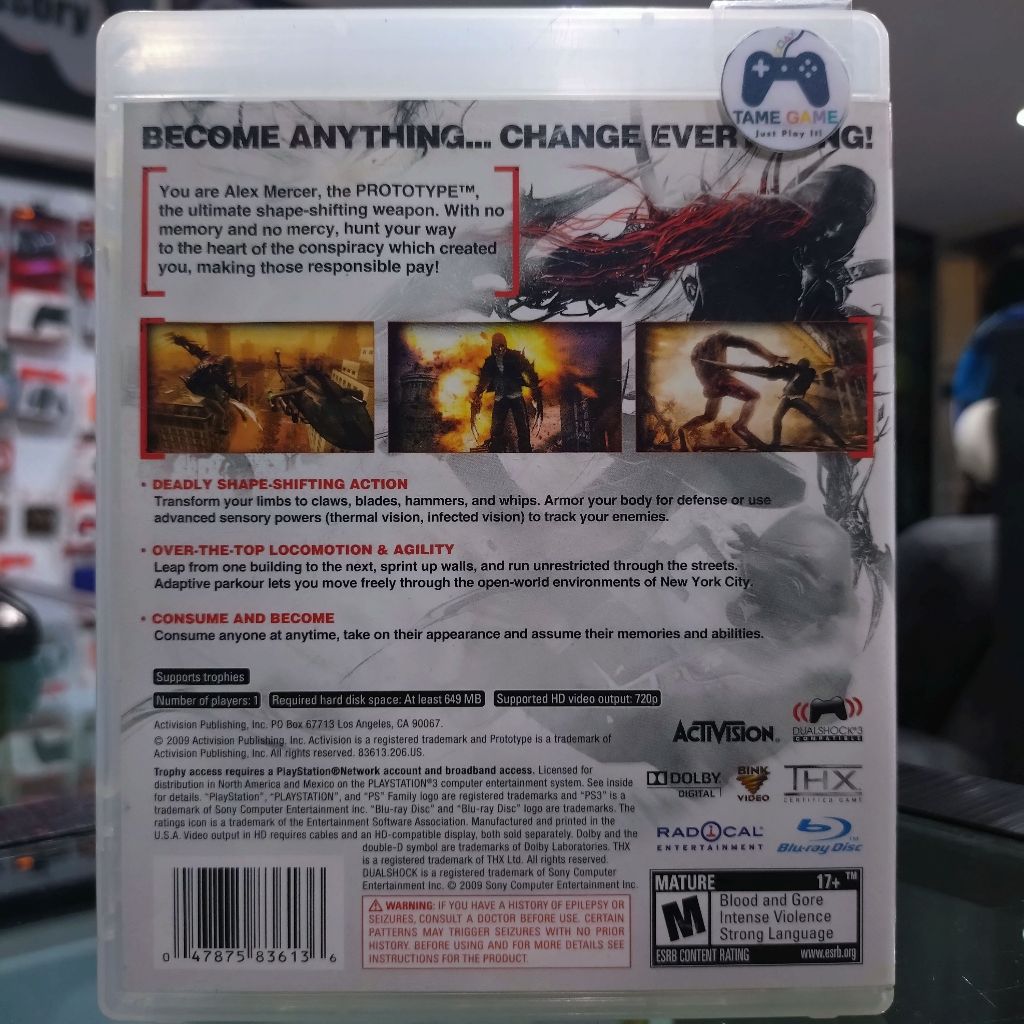 ssory
DAY
TAME GAME
Just Play It!
BECOME ANYTHING... CHANGE EVER NG!
You are Alex Mercer, the PROTOTYPE™,
the ultimate shape-shifting weapon. With no
memory and no mercy, hunt your way
to the heart of the conspiracy which created
you, making those responsible pay!
• DEADLY SHAPE-SHIFTING ACTION
Transform your limbs to claws, blades, hammers, and whips. Armor your body for defense or use
advanced sensory powers (thermal vision, infected vision) to track your enemies.
• OVER-THE-TOP LOCOMOTION & AGILITY
Leap from one building to the next, sprint up walls, and run unrestricted through the streets.
Adaptive parkour lets you move freely through the open-world environments of New York City.
• CONSUME AND BECOME
Consume anyone at anytime, take on their appearance and assume their memories and abilities.
Supports trophies
Number of players: 1 Required hard disk space: At least 649 MB Supported HD video output: 720p
Activision Publishing, Inc. PO Box 67713 Los Angeles, CA 90067.
© 2009 Activision Publishing, Inc. Activision is a registered trademark and Prototype is a trademark of
Activision Publishing, Inc. All rights reserved. 83613.206.US.
ACTIVISION.
DUALSHOCK®3
COMPATIBLE
Trophy access requires a PlayStation®Network account and broadband access. Licensed for
distribution in North America and Mexico on the PLAYSTATION®3 computer entertainment system. See inside
for details. "PlayStation", "PLAYSTATION", and "PS" Family logo are registered trademarks and "PS3" is a
trademark of Sony Computer Entertainment Inc. "Blu-ray Disc" and "Blu-ray Disc" logo are trademarks. The
ratings icon is a trademark of the Entertainment Software Association. Manufactured and printed in the
U.S.A. Video output in HD requires cables and an HD-compatible display, both sold separately. Dolby and the
double-D symbol are trademarks of Dolby Laboratories. THX
is a registered trademark of THX Ltd. All rights reserved.
DUALSHOCK is a registered trademark of Sony Computer
Entertainment Inc. © 2009 Sony Computer Entertainment Inc.
DOLBY
DIGITAL
BINK
VIDEO
THX
CERTIFIED GAME
RADICAL
ENTERTAINMENT
Blu-ray Disc
WARNING: IF YOU HAVE A HISTORY OF EPILEPSY OR
SEIZURES, CONSULT A DOCTOR BEFORE USE. CERTAIN
PATTERNS MAY TRIGGER SEIZURES WITH NO PRIOR
HISTORY. BEFORE USING AND FOR MORE DETAILS SEE
INSTRUCTIONS FOR THE PRODUCT.
0 47875 83613 6
MATURE 17+ ™
M
Blood and Gore
Intense Violence
Strong Language
ESRB CONTENT RATING www.esrb.org